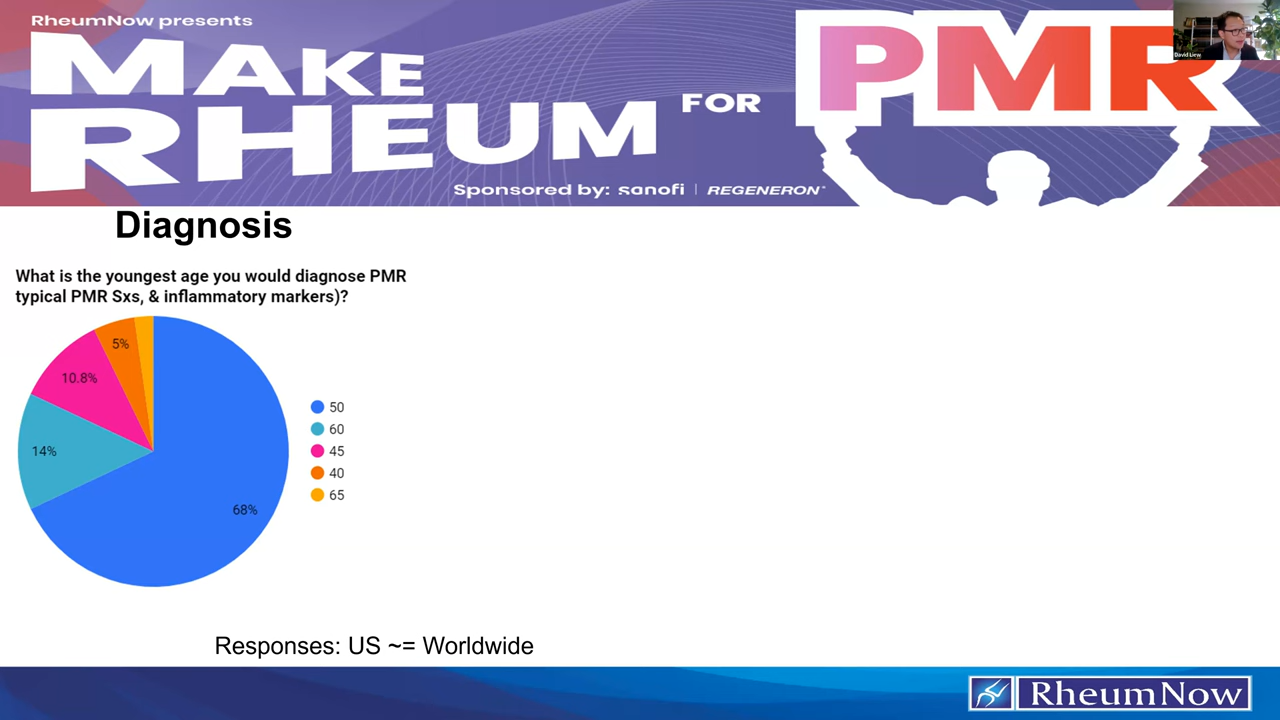 RheumNow presents
MAKE
RHEUM
FOR
PMR
David Liew
Sponsored by: sanofi | REGENERON
Diagnosis
What is the youngest age you would diagnose PMR
typical PMR Sxs, & inflammatory markers)?
5%
10.8%
14%
68%
50
60
45
40
65
Responses: US ~= Worldwide
RheumNow